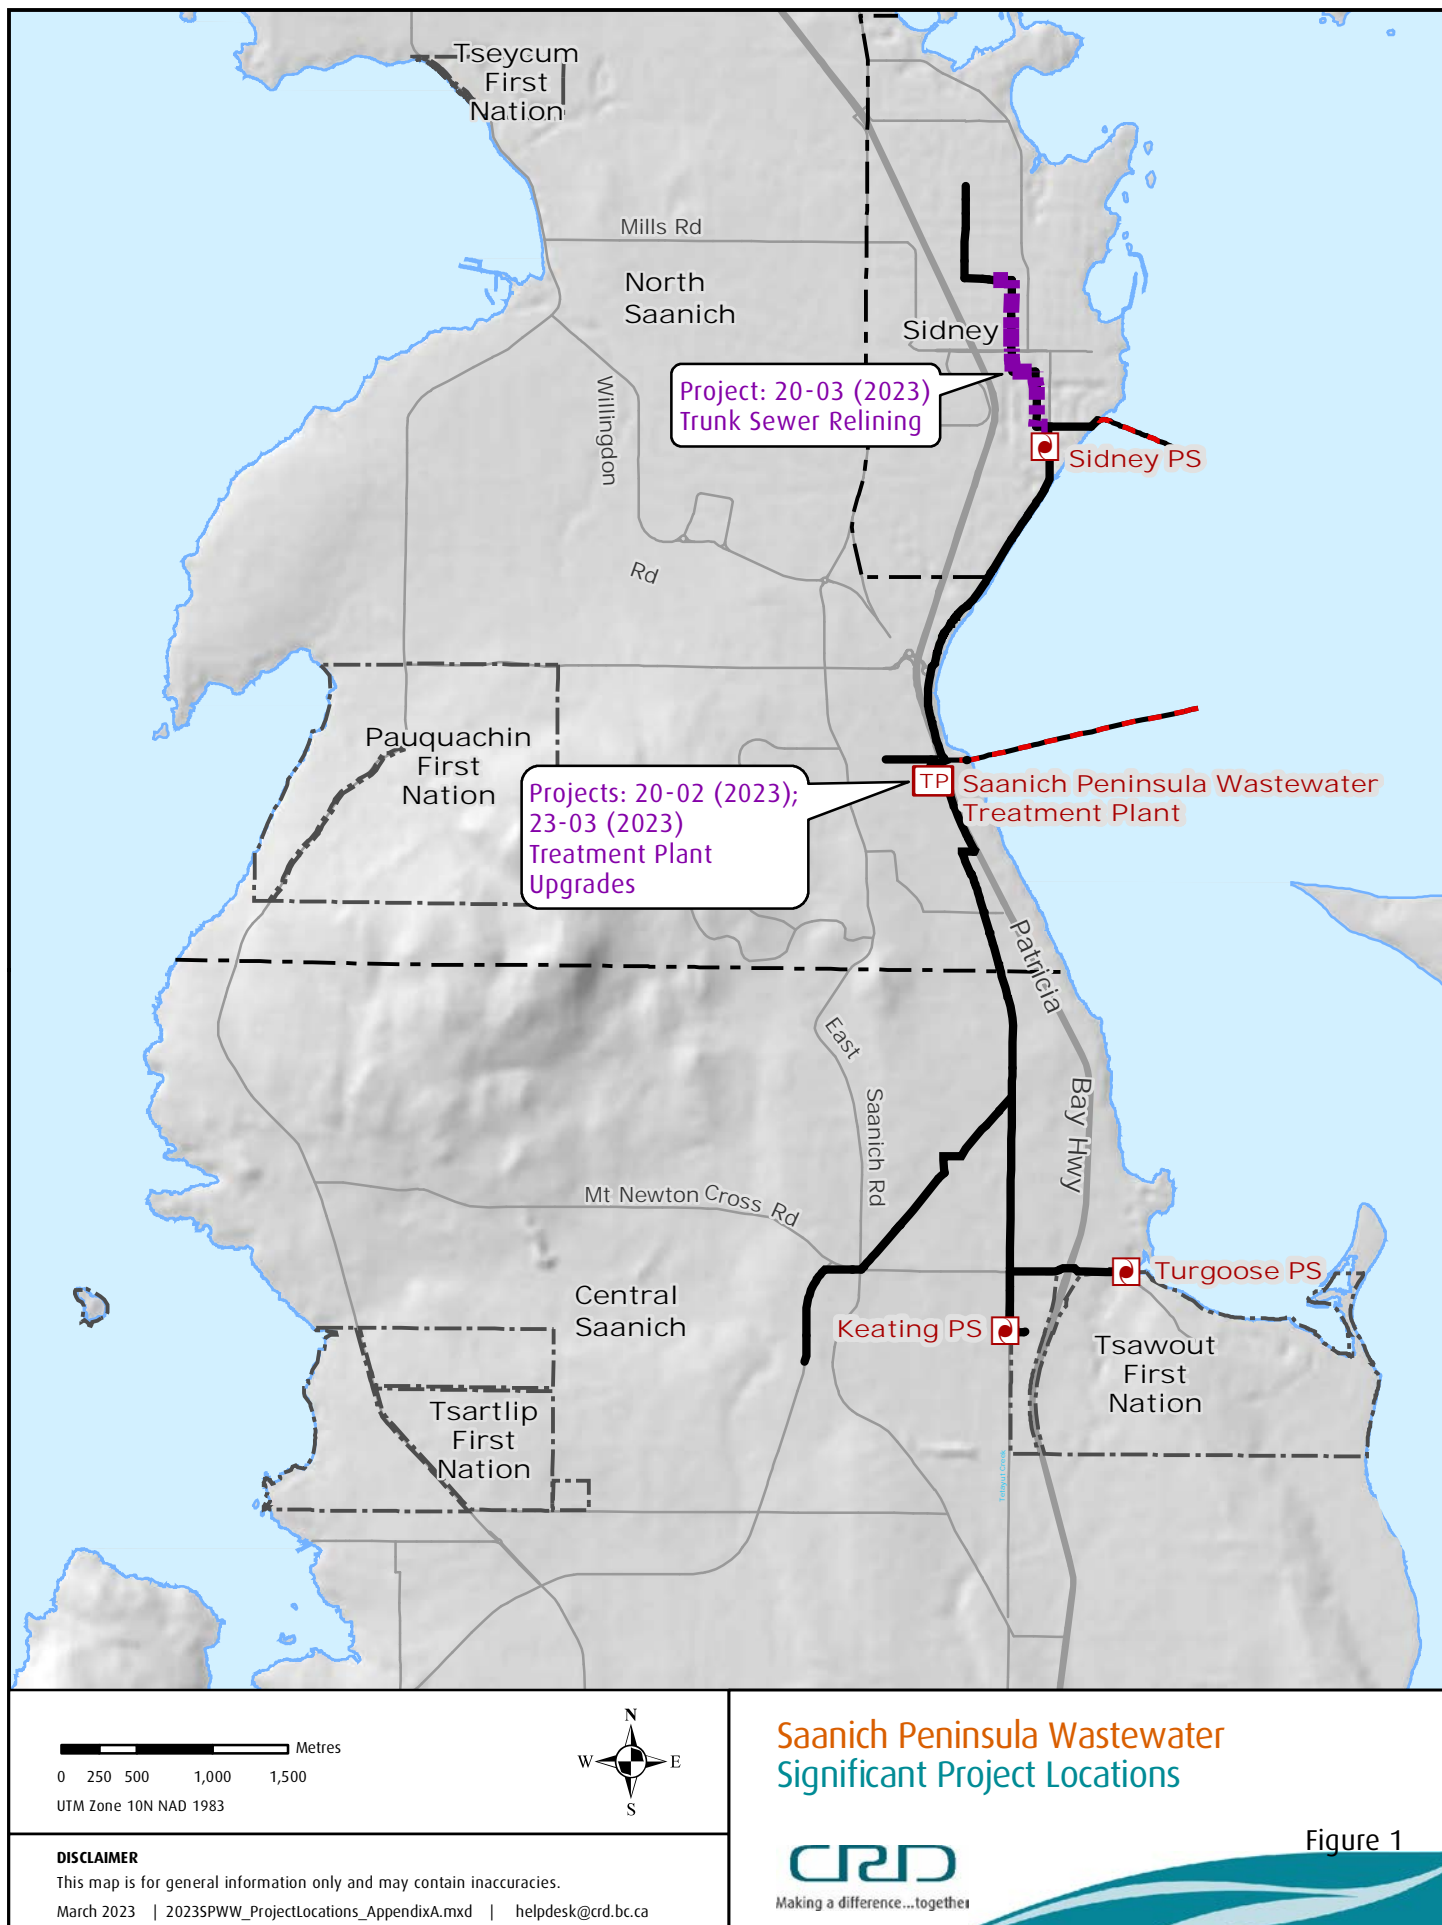 Tseycum
First
Nation
Mills Rd
North
Saanich
Sidney
Project: 20-03 (2023)
Trunk Sewer Relining
Willingdon
Rd
Sidney PS
Pauquachin
First
Nation
TP
Saanich Peninsula Wastewater
Treatment Plant
Projects: 20-02 (2023);
23-03 (2023)
Treatment Plant
Upgrades
Patricia
Bay Hwy
East
Saanich Rd
Mt Newton Cross Rd
Turgoose PS
Central
Saanich
Keating PS
Tsawout
First
Nation
Tsartlip
First
Nation
Tetayut Creek
Metres
0 250 500 1,000 1,500
UTM Zone 10N NAD 1983
N
W E
S
DISCLAIMER
This map is for general information only and may contain inaccuracies.
March 2023 | 2023SPWW_ProjectLocations_AppendixA.mxd | helpdesk@crd.bc.ca
Saanich Peninsula Wastewater
Significant Project Locations
Figure 1
CRD
Making a difference...together